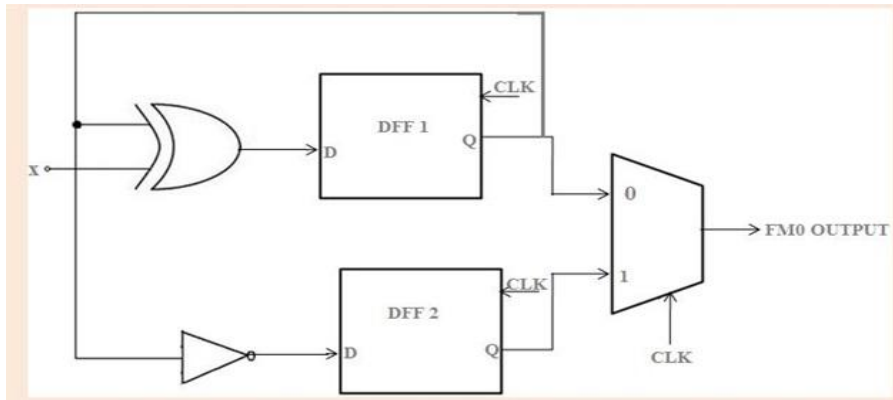 CLK
DFF 1
Q
D
x
0
FM0 OUTPUT
1
CLK
DFF 2
D
Q
CLK